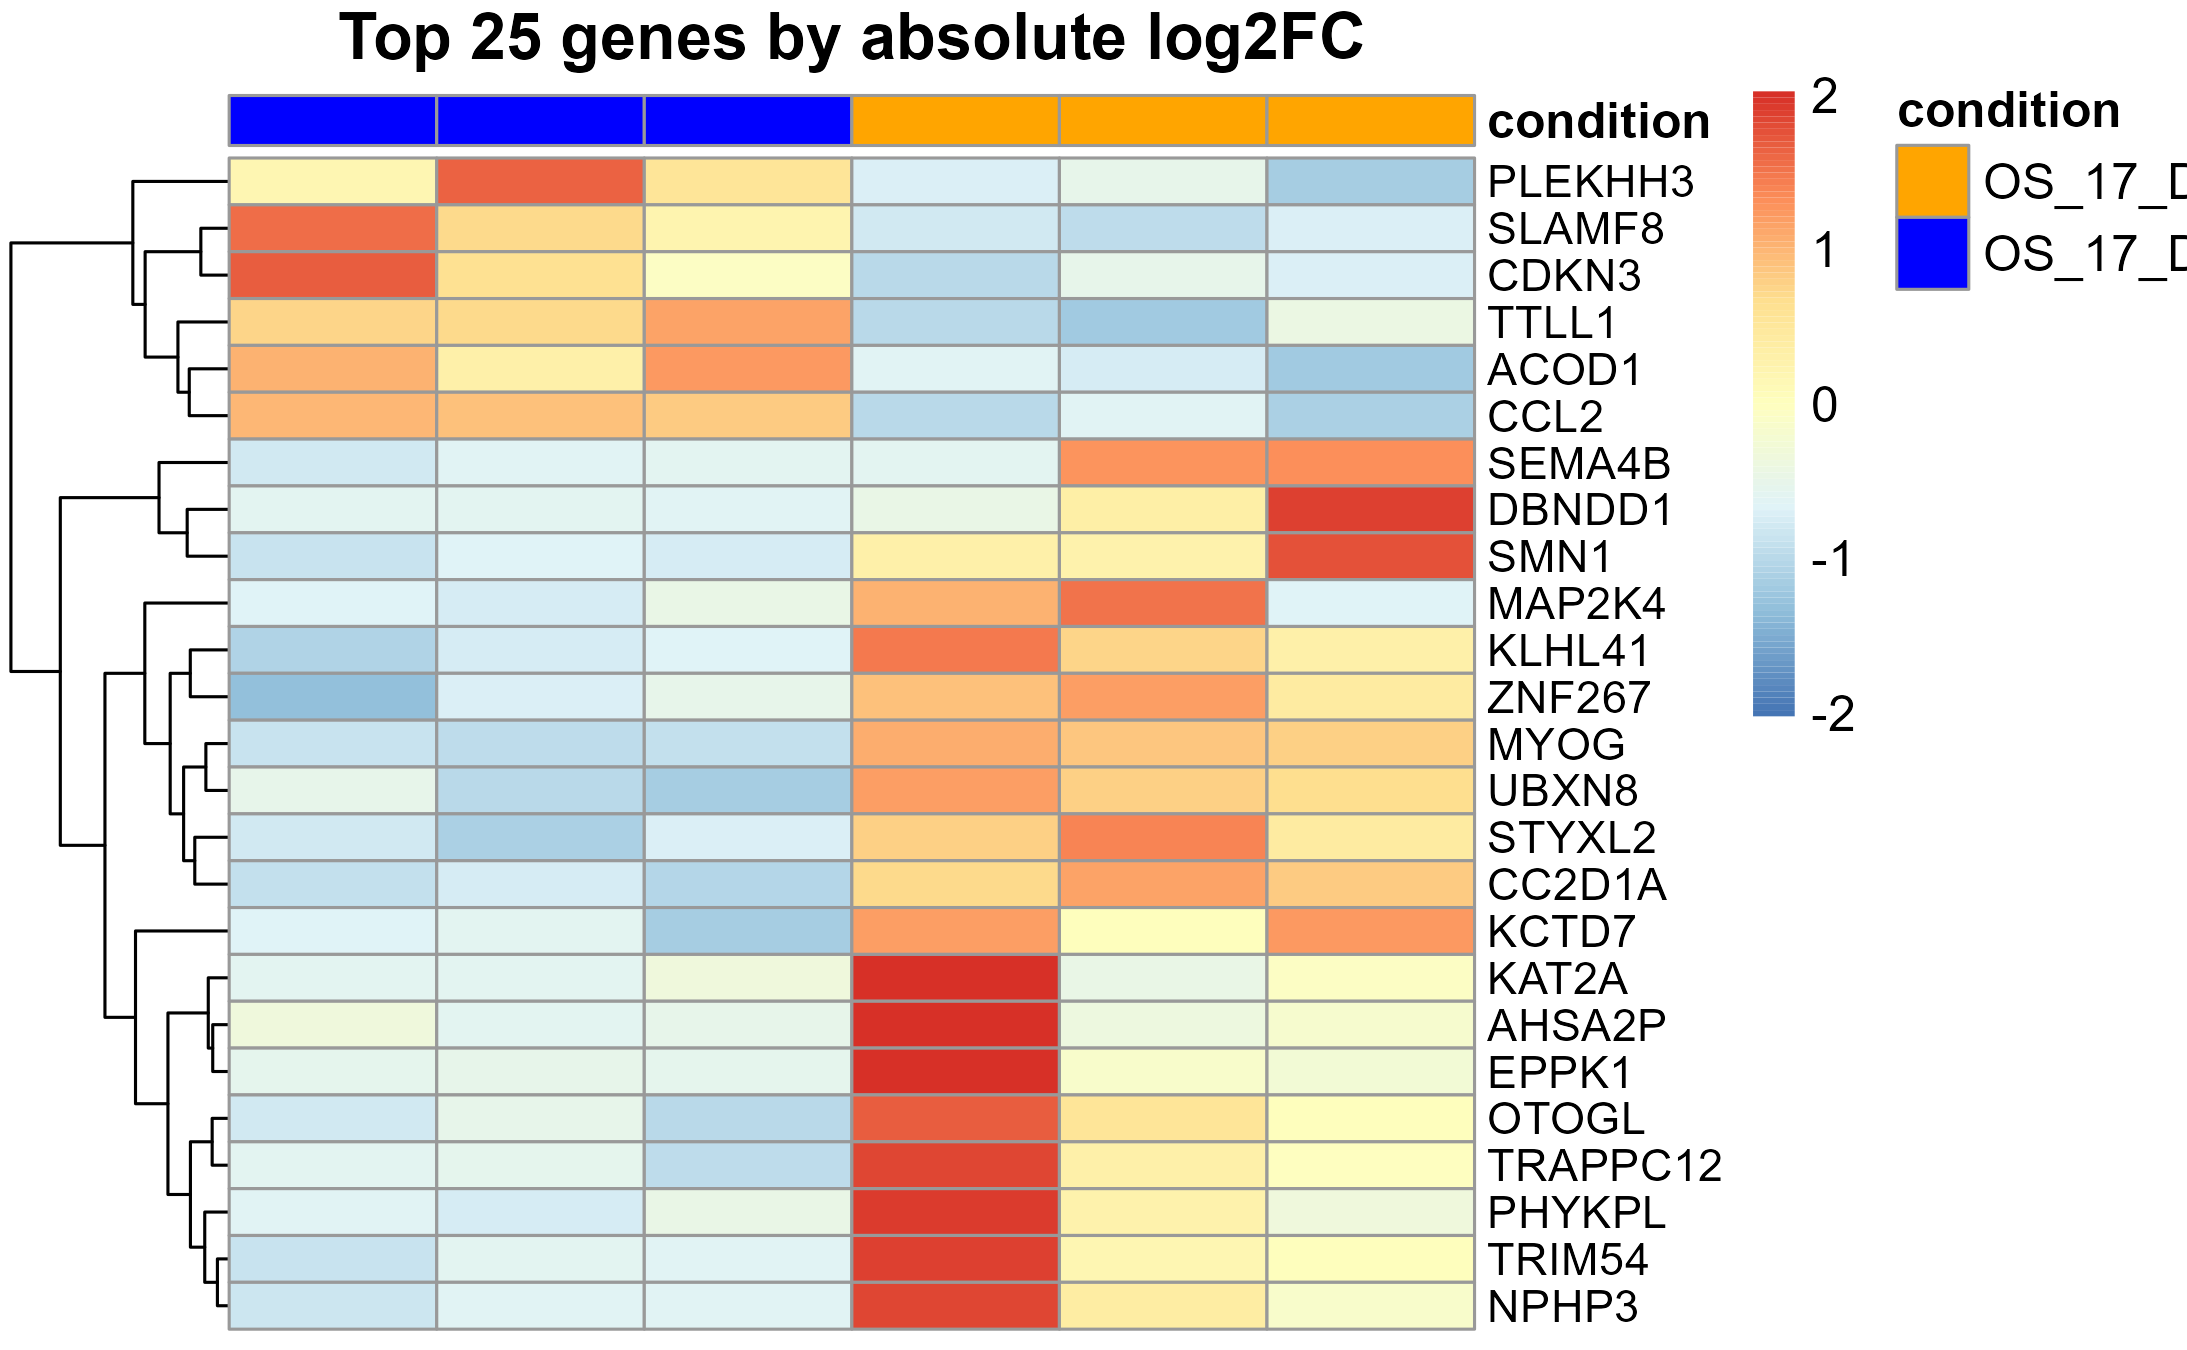 Top 25 genes by absolute log2FC
condition
PLEKHH3
SLAMF8
CDKN3
TTLL1
ACOD1
CCL2
SEMA4B
DBNDD1
SMN1
MAP2K4
KLHL41
ZNF267
MYOG
UBXN8
STYXL2
CC2D1A
KCTD7
KAT2A
AHSA2P
EPPK1
OTOGL
TRAPPC12
PHYKPL
TRIM54
NPHP3
2
1
0
-1
-2
condition
OS_17_D
OS_17_D